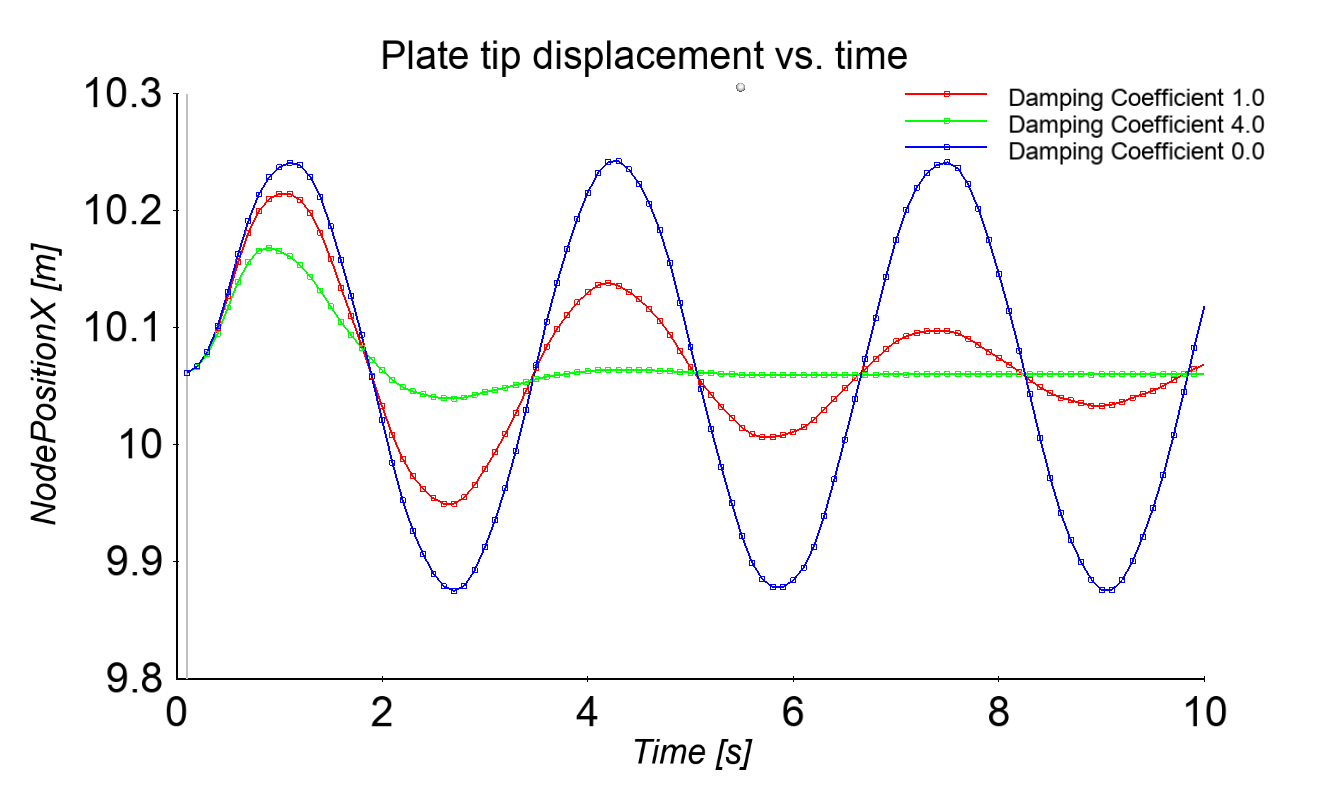 Plate tip displacement vs. time
Damping Coefficient 1.0
Damping Coefficient 4.0
Damping Coefficient 0.0
NodePositionX [m]
10.3
10.2
10.1
10
9.9
9.8
0 2 4 6 8 10
Time [s]